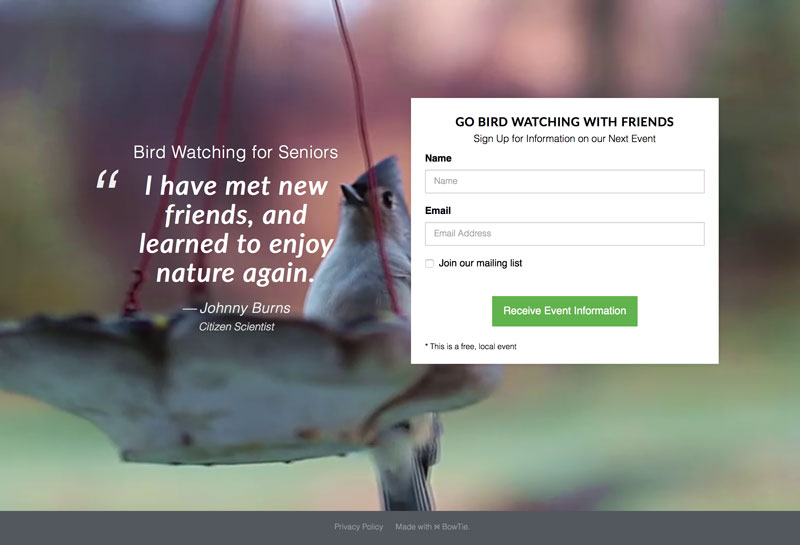 Bird Watching for Seniors
“ I have met new
friends, and
learned to enjoy
nature again.
— Johnny Burns
Citizen Scientist
GO BIRD WATCHING WITH FRIENDS
Sign Up for Information on our Next Event
Name
Name
Email
Email Address
Join our mailing list
Receive Event Information
* This is a free, local event
Privacy Policy
Made with ⋈ BowTie.